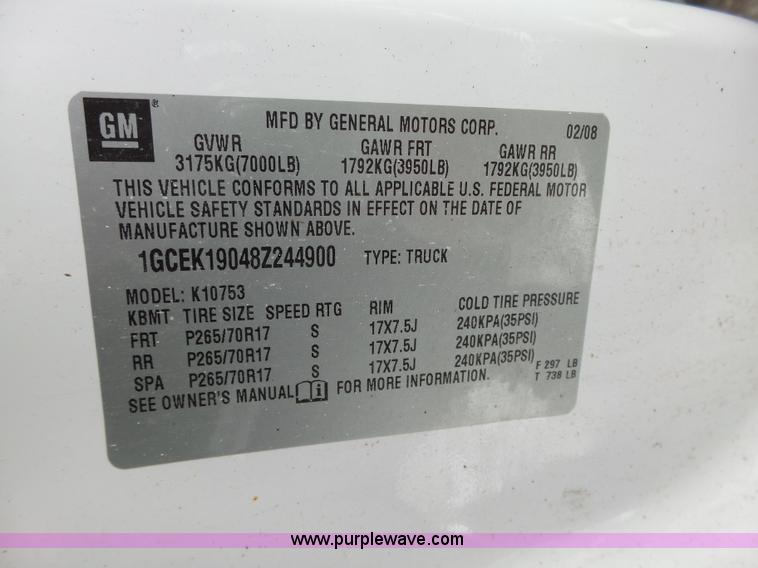 GM ® MFD BY GENERAL MOTORS CORP. 02/08
GVWR GAWR FRT GAWR RR
3175KG(7000LB) 1792KG(3950LB) 1792KG(3950LB)
THIS VEHICLE CONFORMS TO ALL APPLICABLE U.S. FEDERAL MOTOR
VEHICLE SAFETY STANDARDS IN EFFECT ON THE DATE OF
MANUFACTURE SHOWN ABOVE.
1GCEK19048Z244900 TYPE: TRUCK
MODEL: K10753
KBMT TIRE SIZE SPEED RTG RIM COLD TIRE PRESSURE
FRT P265/70R17 S 17X7.5J 240KPA(35PSI)
RR P265/70R17 S 17X7.5J 240KPA(35PSI)
SPA P265/70R17 S 17X7.5J 240KPA(35PSI) F 297 LB
T 738 LB
SEE OWNER'S MANUAL i FOR MORE INFORMATION.
www.purplewave.com